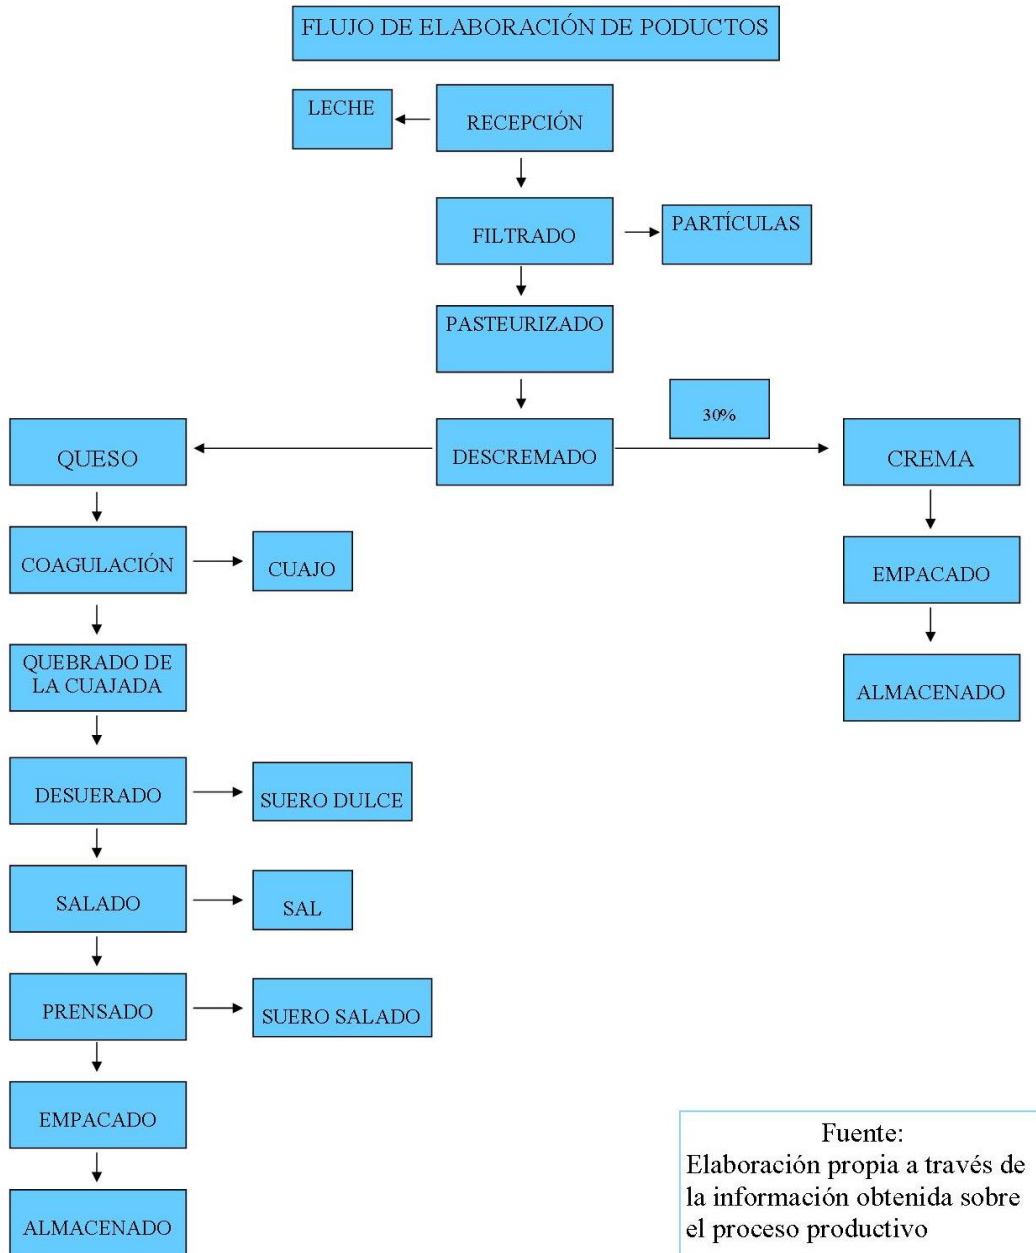 FLUJO DE ELABORACIÓN DE PODUCTOS
LECHE
RECEPCIÓN
FILTRADO
PARTÍCULAS
PASTEURIZADO
30%
QUESO
DESCREMADO
CREMA
COAGULACIÓN
CUAJO
EMPACADO
QUEBRADO DE
LA CUAJADA
ALMACENADO
DESUERADO
SUERO DULCE
SALADO
SAL
PRENSADO
SUERO SALADO
EMPACADO
ALMACENADO
Fuente:
Elaboración propia a través de
la información obtenida sobre
el proceso productivo